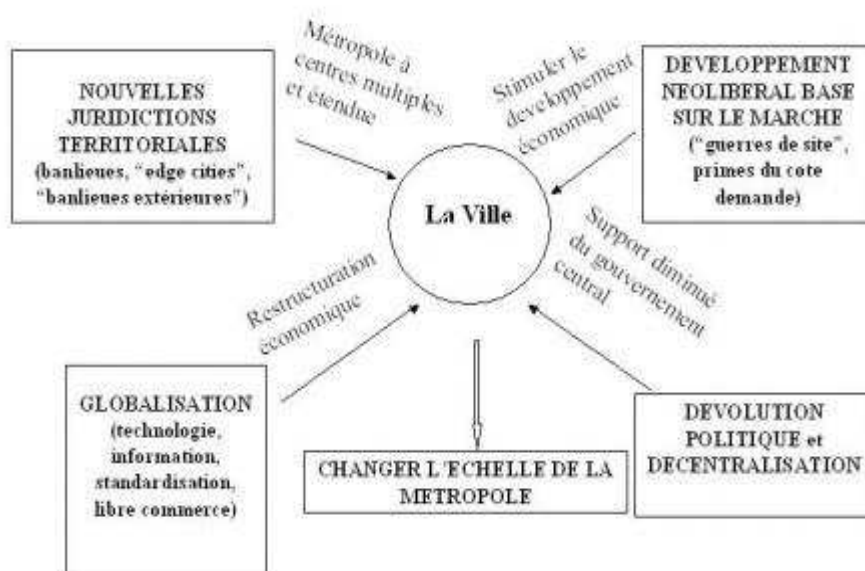 NOUVELLES
JURIDICTIONS
TERRITORIALES
(banlieues, "edge cities",
"banlieues extérieures")
Métropole à
centres multiples
et étendue
Stimuler le
developpement
économique
DEVELOPPEMENT
NEOLIBERAL BASE
SUR LE MARCHE
("guerres de site",
primes du cote
demande)
La Ville
Restructuration
économique
Support diminué
du gouvernement
central
GLOBALISATION
(technologie,
information,
standardisation,
libre commerce)
CHANGER L'ECHELLE DE LA
METROPOLE
DEVOLUTION
POLITIQUE et
DECENTRALISATION